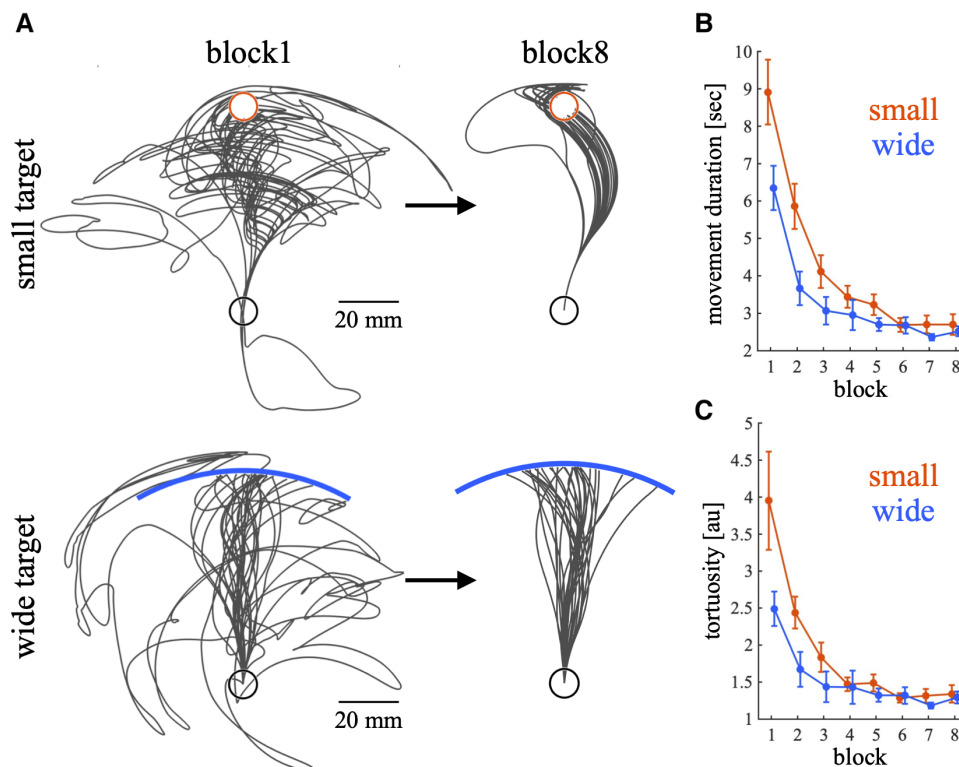 A
block1
block8
small target
20 mm
wide target
20 mm
B
movement duration [sec]
10
9
8
7
6
5
4
3
2
small
wide
1 2 3 4 5 6 7 8
block
C
tortuosity [au]
5
4.5
4
3.5
3
2.5
2
1.5
1
small
wide
1 2 3 4 5 6 7 8
block